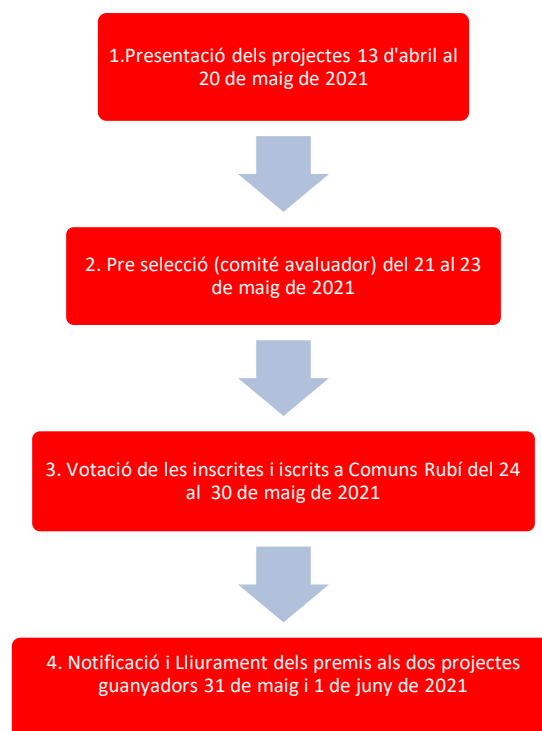 1.Presentació dels projectes 13 d'abril al
20 de maig de 2021
2. Pre selecció (comité avaluador) del 21 al 23
de maig de 2021
3. Votació de les inscrites i iscrits a Comuns Rubí del 24
al 30 de maig de 2021
4. Notificació i Lliurament dels premis als dos projectes
guanyadors 31 de maig i 1 de juny de 2021